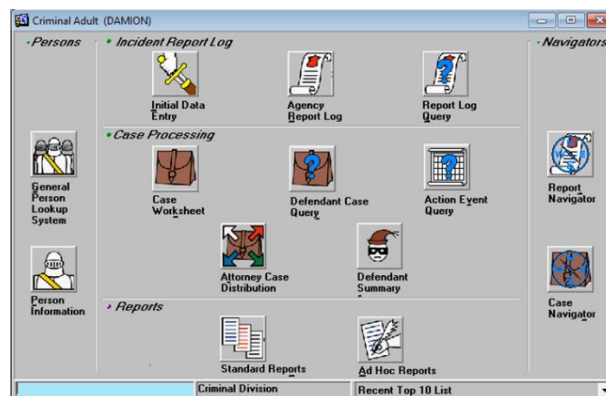 Criminal Adult (DAMION)
Persons
Incident Report Log
Navigators
Initial Data
Entry
Agency
Report Log
Report Log
Query
Case Processing
General
Person
Lookup
System
Case
Worksheet
Defendant Case
Query
Action Event
Query
Report
Navigator
Attorney Case
Distribution
Defendant
Summary
Person
Information
Case
Navigator
Reports
Standard Reports
Ad Hoc Reports
Criminal Division
Recent Top 10 List